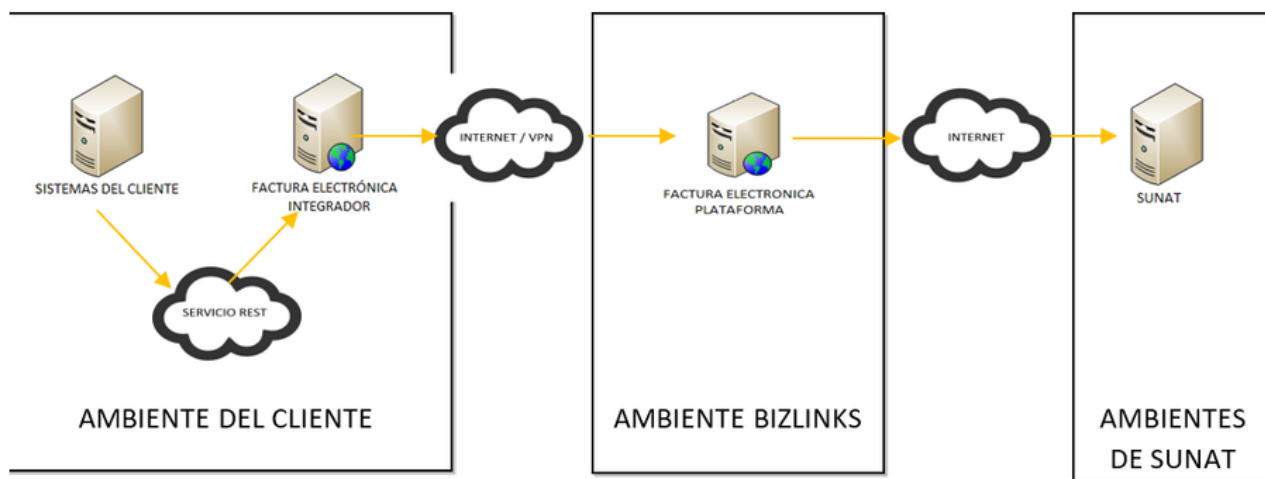 SISTEMAS DEL CLIENTE
FACTURA ELECTRÓNICA
INTEGRADOR
SERVICIO REST
AMBIENTE DEL CLIENTE
INTERNET / VPN
FACTURA ELECTRONICA
PLATAFORMA
AMBIENTE BIZLINKS
INTERNET
SUNAT
AMBIENTES
DE SUNAT